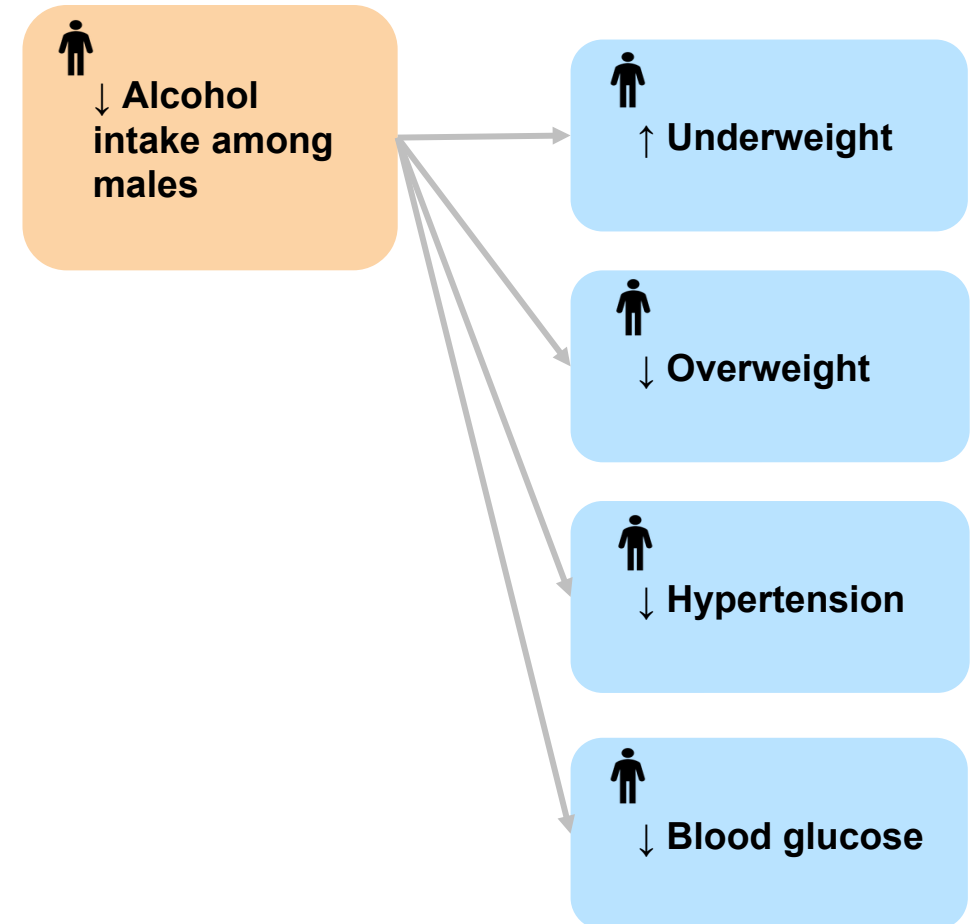 ↓ Alcohol
intake among
males
↑ Underweight
↓ Overweight
↓ Hypertension
↓ Blood glucose